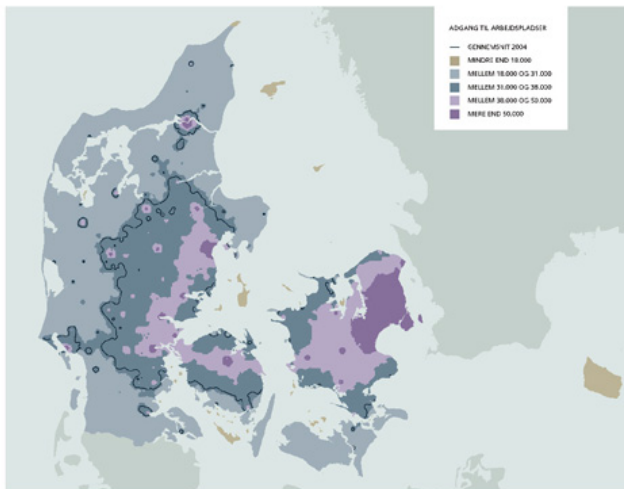 ADGANG TIL ARBEJDSPLADSER
GENNEMSNIT 2004
MINDRE END 18.000
MELLEM 18.000 OG 31.000
MELLEM 31.000 OG 38.000
MELLEM 38.000 OG 50.000
MERE END 50.000